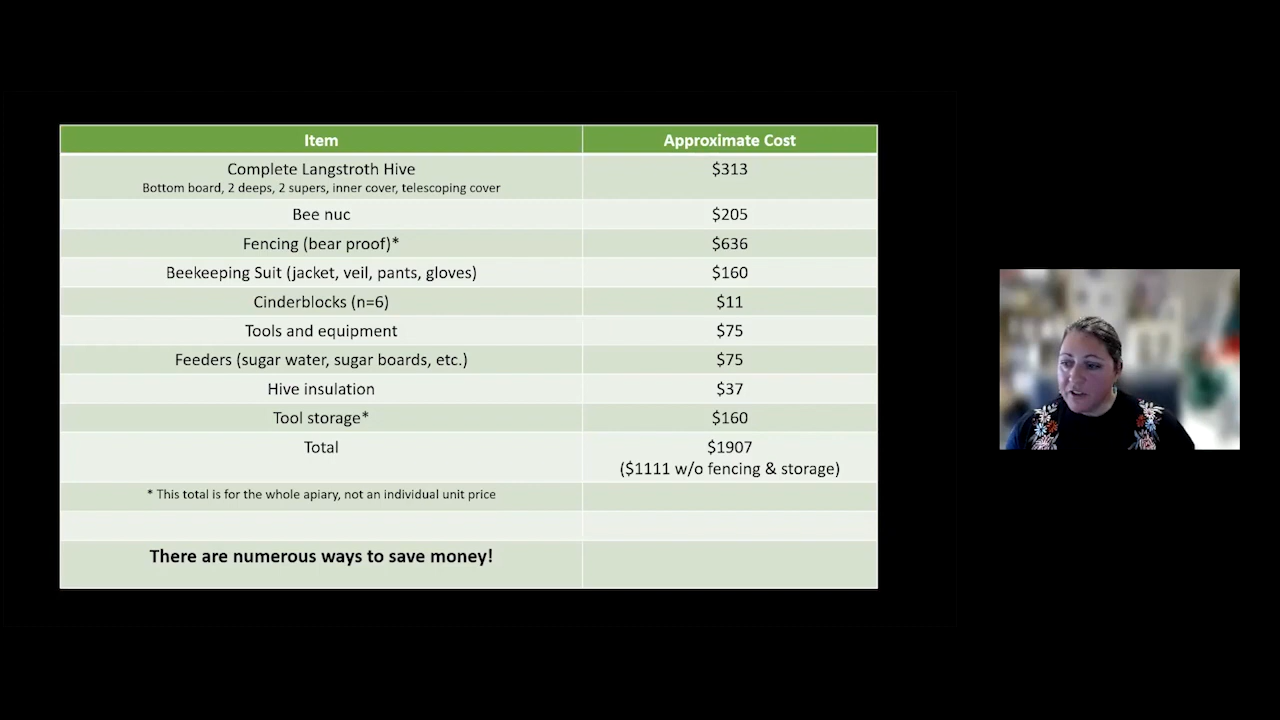 Item Approximate Cost
Complete Langstroth Hive $313
Bottom board, 2 deeps, 2 supers, inner cover, telescoping cover
Bee nuc $205
Fencing (bear proof)* $636
Beekeeping Suit (jacket, veil, pants, gloves) $160
Cinderblocks (n=6) $11
Tools and equipment $75
Feeders (sugar water, sugar boards, etc.) $75
Hive insulation $37
Tool storage* $160
Total $1907
($1111 w/o fencing & storage)
* This total is for the whole apiary, not an individual unit price
There are numerous ways to save money!